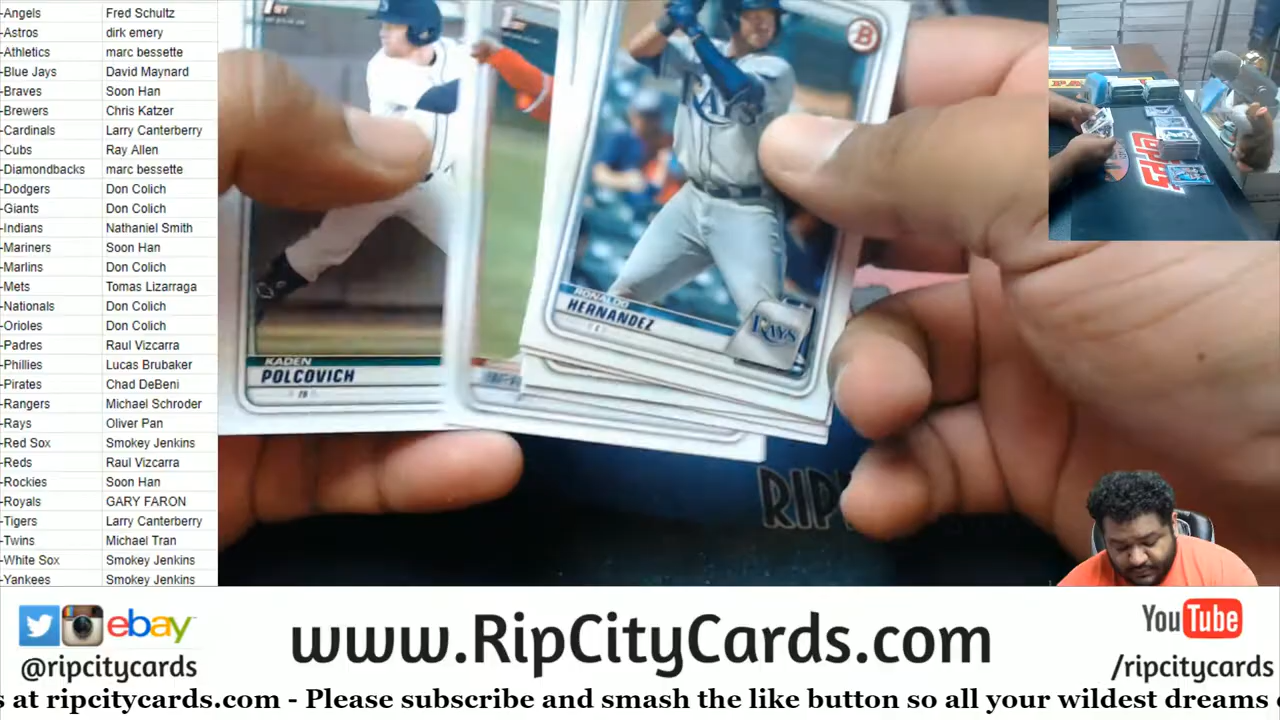 -Angels Fred Schultz
-Astros dirk emery
-Athletics marc bessette
-Blue Jays David Maynard
-Braves Soon Han
-Brewers Chris Katzer
-Cardinals Larry Canterberry
-Cubs Ray Allen
-Diamondbacks marc bessette
-Dodgers Don Colich
-Giants Don Colich
-Indians Nathaniel Smith
-Mariners Soon Han
-Marlins Don Colich
-Mets Tomas Lizarraga
-Nationals Don Colich
-Orioles Don Colich
-Padres Raul Vizcarra
-Phillies Lucas Brubaker
-Pirates Chad DeBeni
-Rangers Michael Schroder
-Rays Oliver Pan
-Red Sox Smokey Jenkins
-Reds Raul Vizcarra
-Rockies Soon Han
-Royals GARY FARON
-Tigers Larry Canterberry
-Twins Michael Tran
-White Sox Smokey Jenkins
-Yankees Smokey Jenkins
1ST
KADEN
POLCOVICH
2B
B
RAYS
RONALDO
HERNANDEZ
C
RAYS
RIP
ebay
@ripcitycards
www.RipCityCards.com
YouTube
/ripcitycards
s at ripcitycards.com - Please subscribe and smash the like button so all your wildest dreams